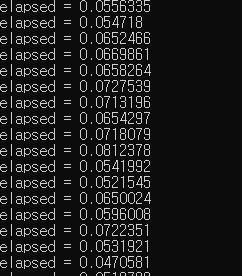 elapsed = 0.0556335
elapsed = 0.054718
elapsed = 0.0652466
elapsed = 0.0669861
elapsed = 0.0658264
elapsed = 0.0727539
elapsed = 0.0713196
elapsed = 0.0654297
elapsed = 0.0718079
elapsed = 0.0812378
elapsed = 0.0541992
elapsed = 0.0521545
elapsed = 0.0650024
elapsed = 0.0596008
elapsed = 0.0722351
elapsed = 0.0531921
elapsed = 0.0470581